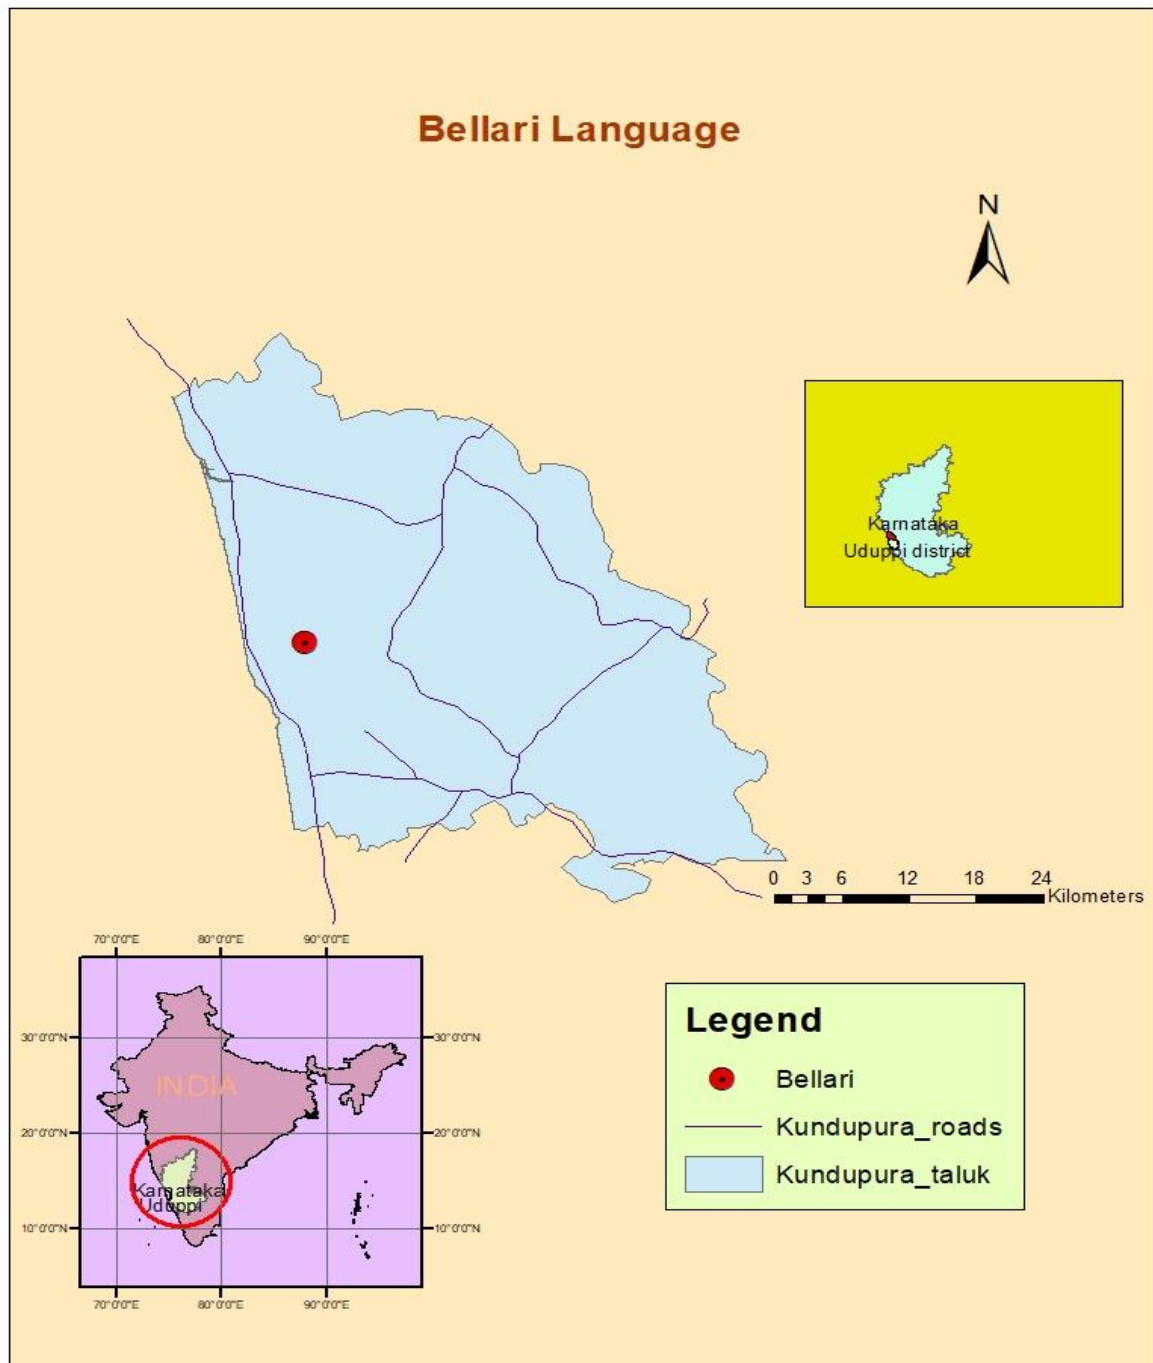 Bellari Language
N
Karnataka
Uduppi district
0 3 6 12 18 24
Kilometers
70°0'0"E 80°0'0"E 90°0'0"E
30°0'0"N 30°0'0"N
INDIA
20°0'0"N 20°0'0"N
Karnataka
Uduppi
10°0'0"N 10°0'0"N
70°0'0"E 80°0'0"E 90°0'0"E
Legend
Bellari
Kundupura_roads
Kundupura_taluk